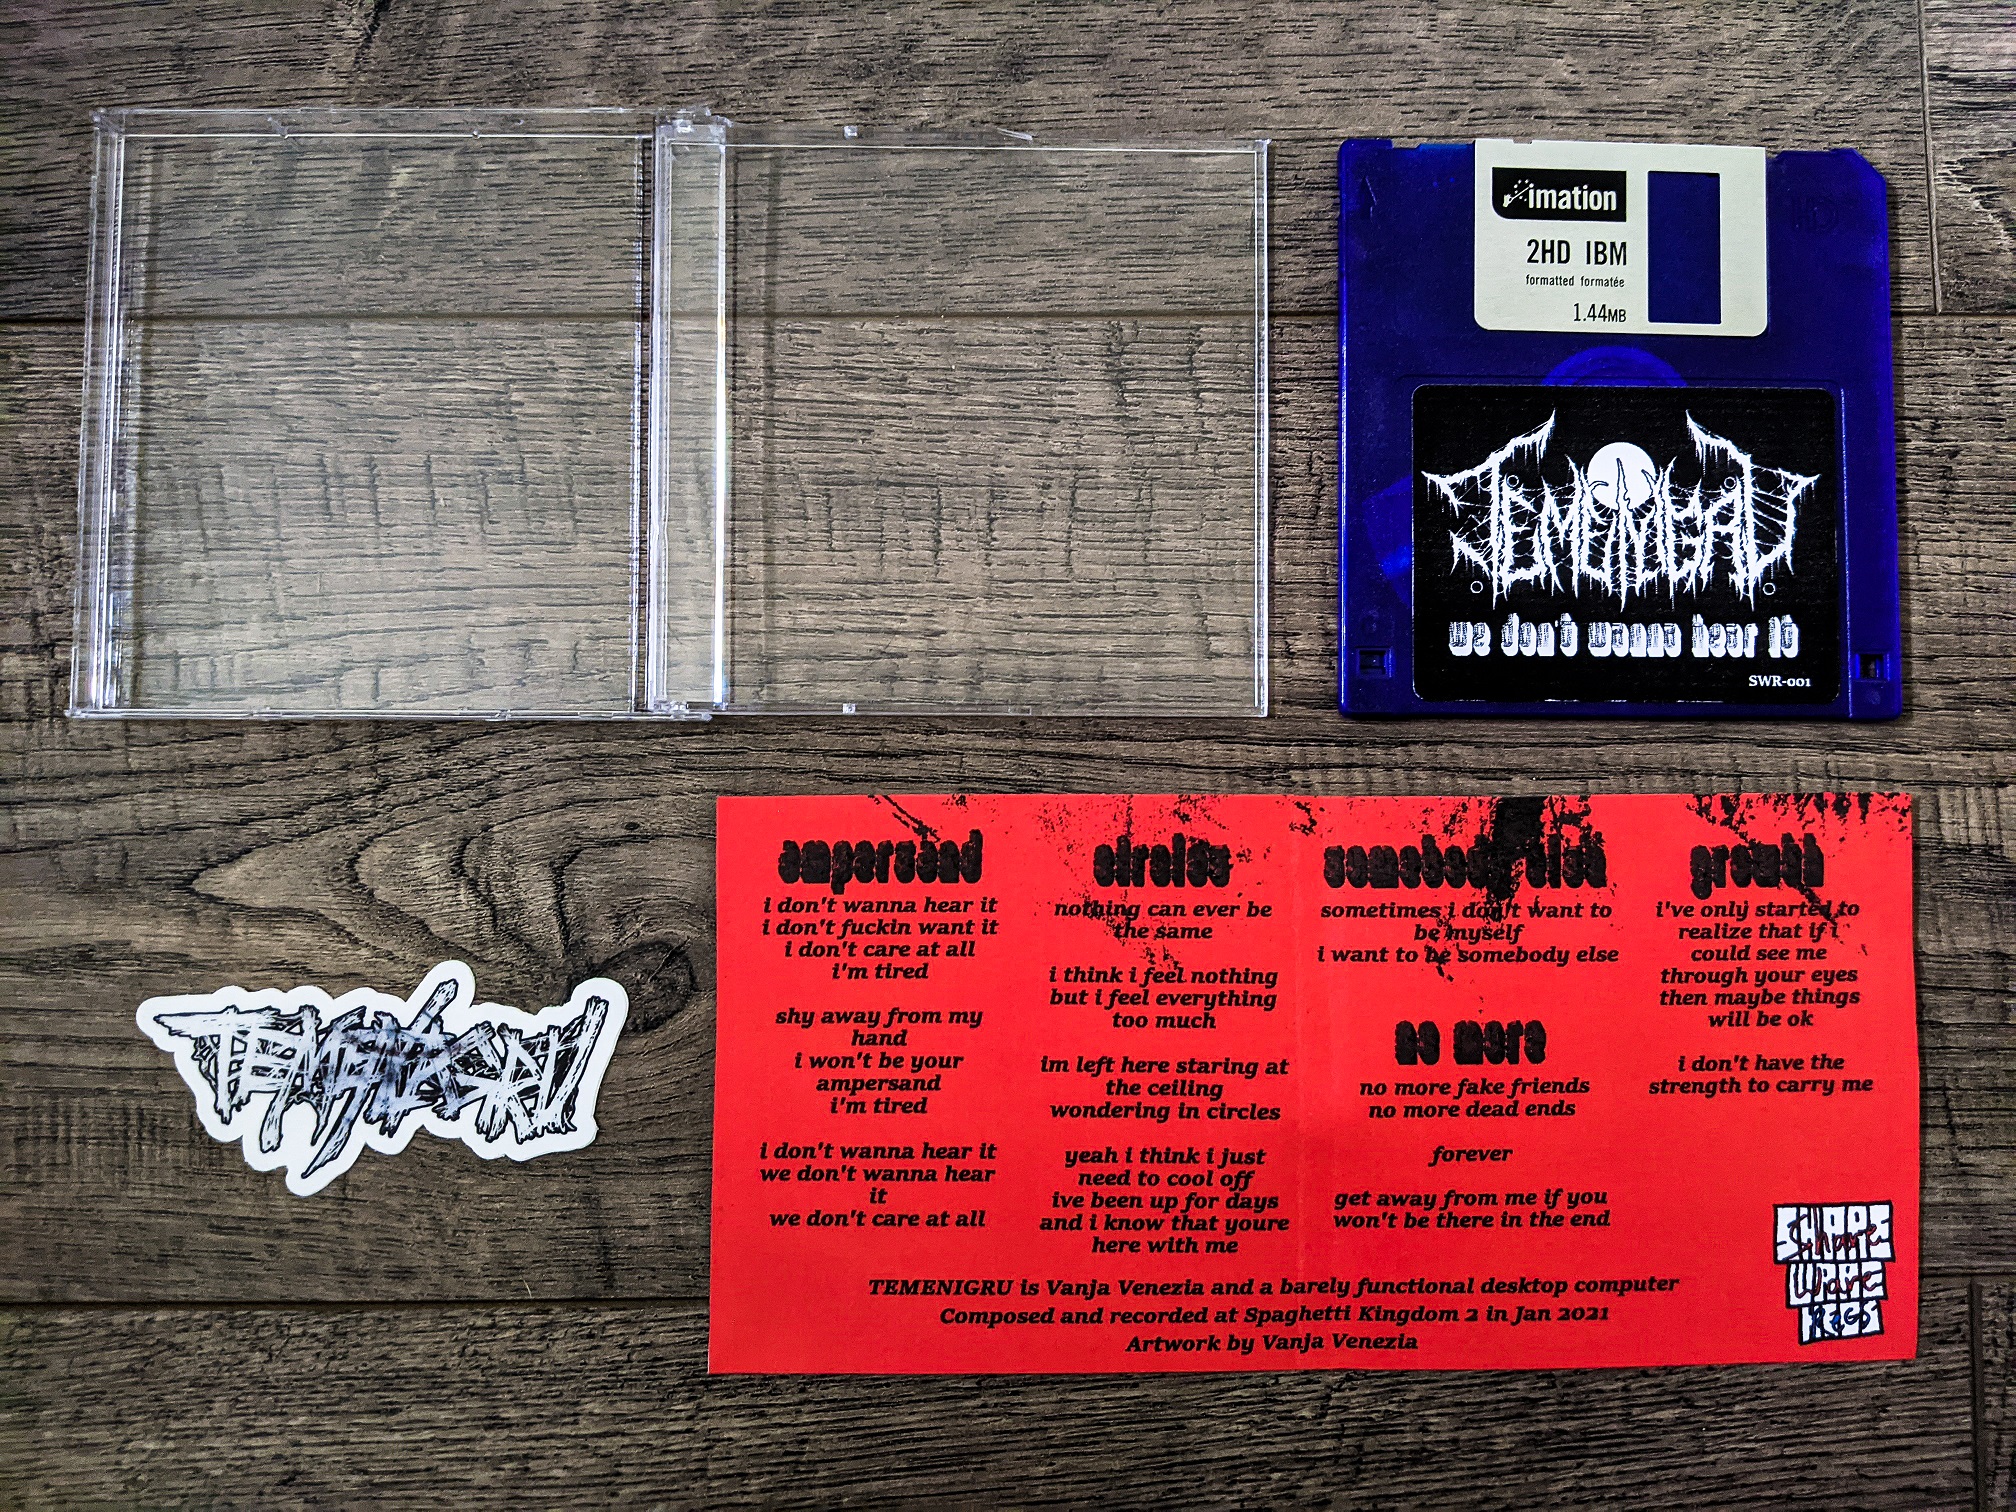 imation
2HD IBM
formatted formatée
1.44MB
TEMENIGRU
we don't wanna hear it
SWR-001
TEMENIGRU
ampersand
i don't wanna hear it
i don't fuckin want it
i don't care at all
i'm tired
shy away from my
hand
i won't be your
ampersand
i'm tired
i don't wanna hear it
we don't wanna hear
it
we don't care at all
circles
nothing can ever be
the same
i think i feel nothing
but i feel everything
too much
im left here staring at
the ceiling
wondering in circles
yeah i think i just
need to cool off
ive been up for days
and i know that youre
here with me
somebody else
sometimes i don't want to
be myself
i want to be somebody else
no more
no more fake friends
no more dead ends
forever
get away from me if you
won't be there in the end
growth
i've only started to
realize that if i
could see me
through your eyes
then maybe things
will be ok
i don't have the
strength to carry me
TEMENIGRU is Vanja Venezia and a barely functional desktop computer
Composed and recorded at Spaghetti Kingdom 2 in Jan 2021
Artwork by Vanja Venezia
Share
Ware